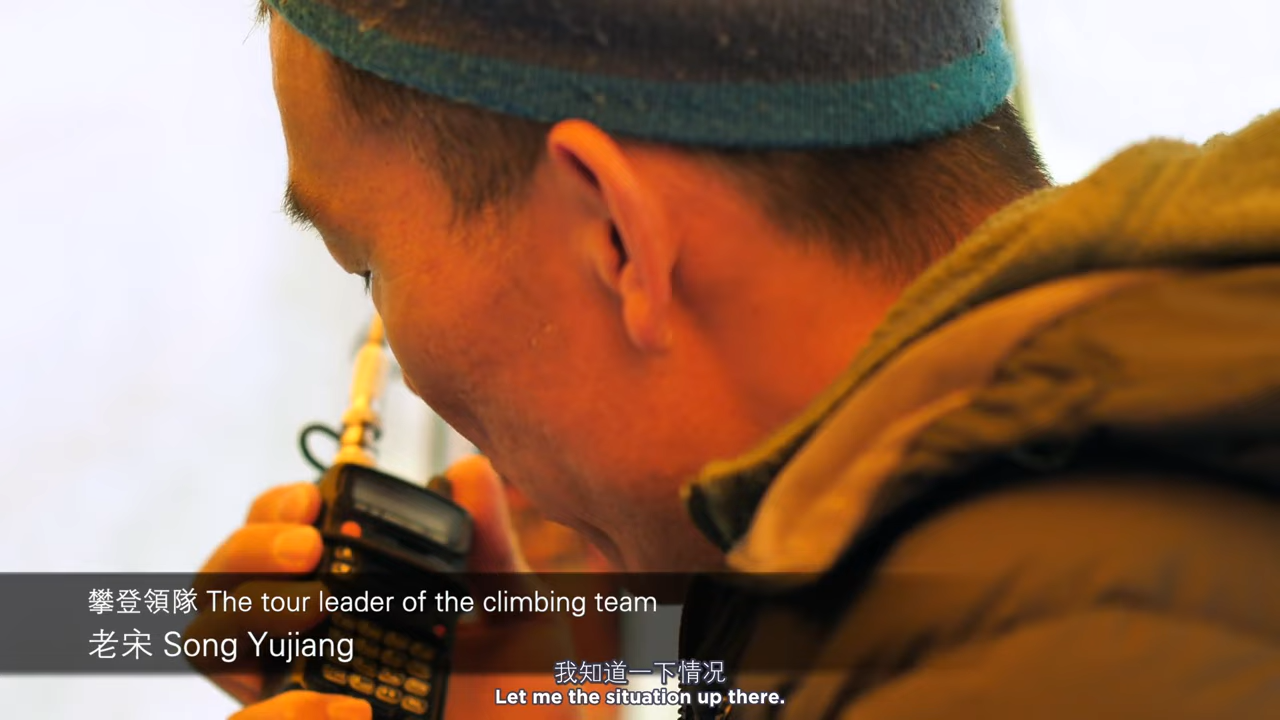 攀登領隊 The tour leader of the climbing team
老宋 Song Yujiang
我知道一下情况
Let me the situation up there.